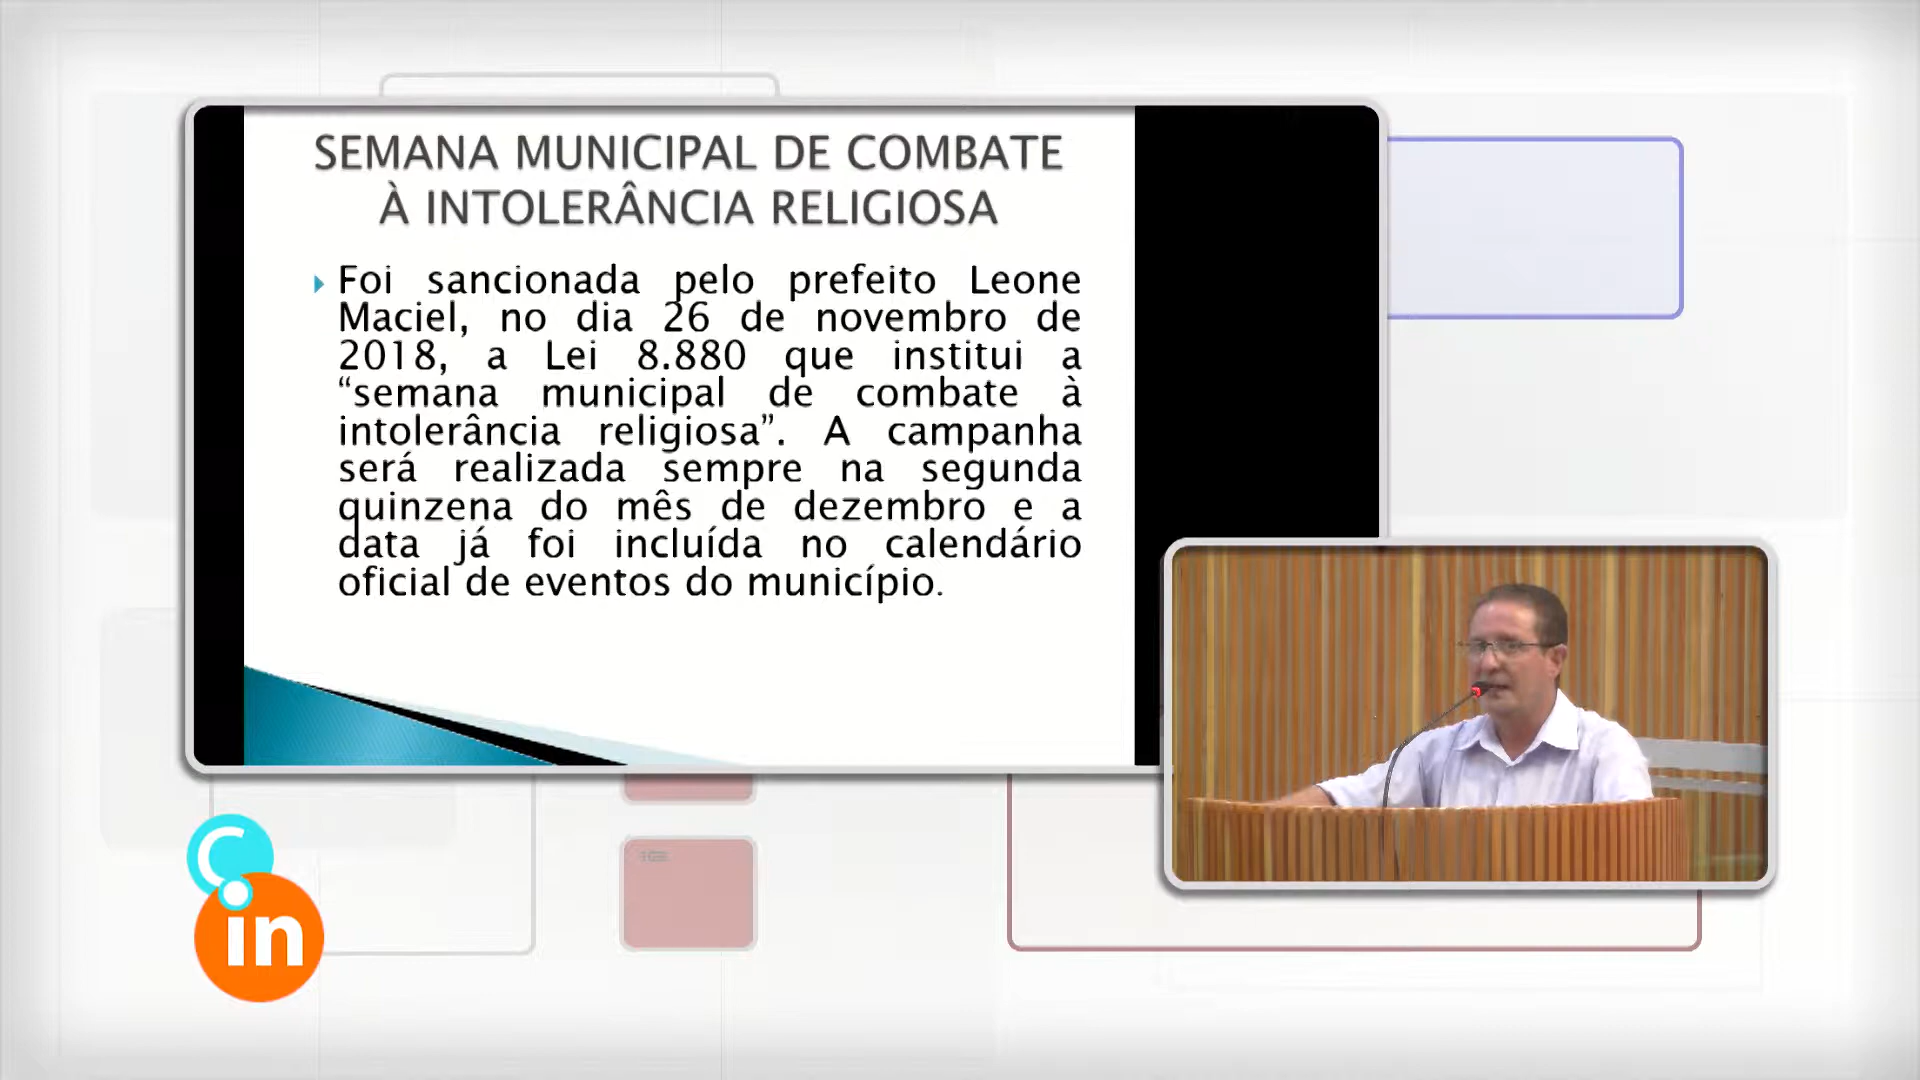 SEMANA MUNICIPAL DE COMBATE
À INTOLERÂNCIA RELIGIOSA
Foi sancionada pelo prefeito Leone
Maciel, no dia 26 de novembro de
2018, a Lei 8.880 que institui a
“semana municipal de combate à
intolerância religiosa”. A campanha
será realizada sempre na segunda
quinzena do mês de dezembro e a
data já foi incluída no calendário
oficial de eventos do município.
in